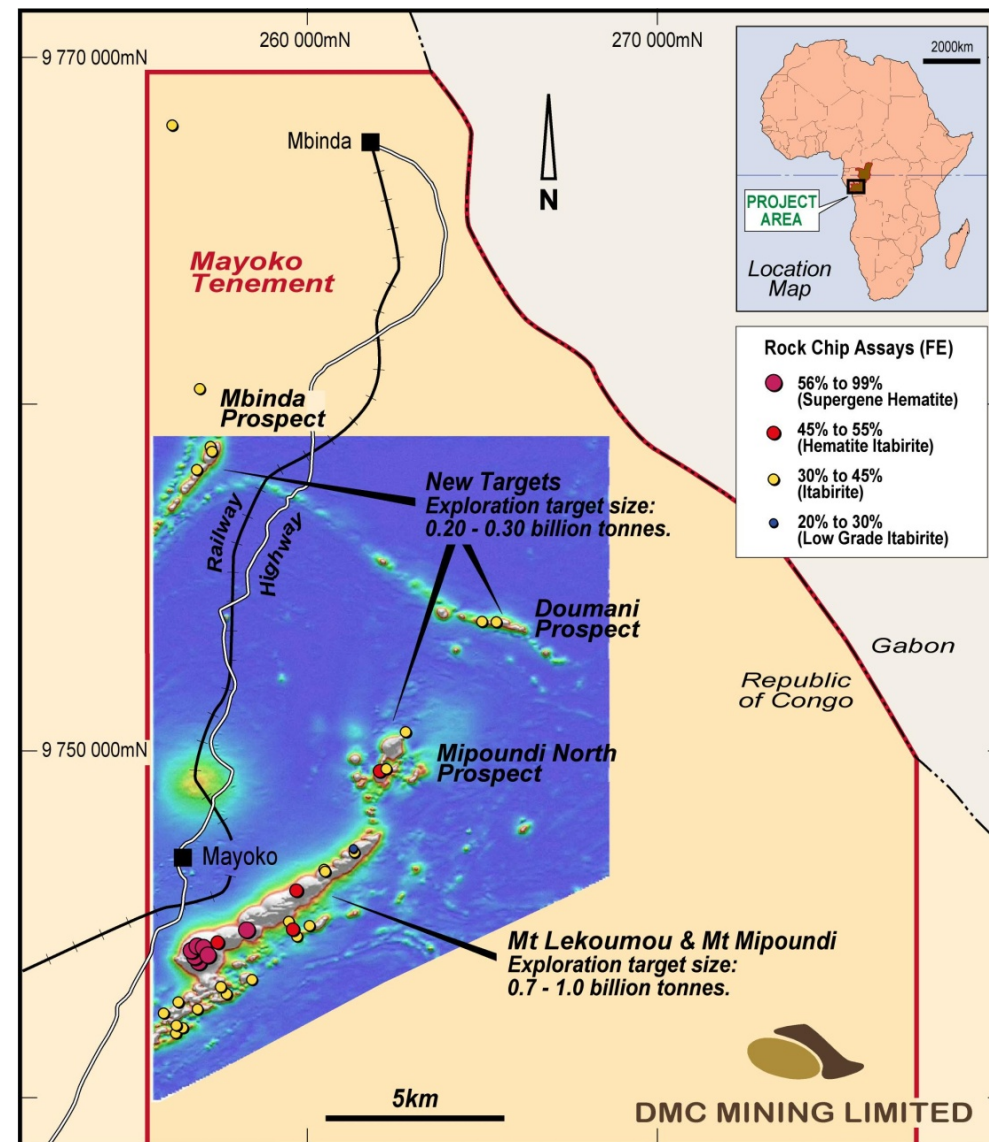 260 000mN
270 000mN
9 770 000mN
2000km
Mbinda
N
PROJECT
AREA
Location
Map
Mayoko
Tenement
Rock Chip Assays (FE)
56% to 99%
(Supergene Hematite)
45% to 55%
(Hematite Itabirite)
30% to 45%
(Itabirite)
20% to 30%
(Low Grade Itabirite)
Mbinda
Prospect
New Targets
Exploration target size:
0.20 - 0.30 billion tonnes.
Railway
Highway
Doumani
Prospect
Gabon
Republic
of Congo
9 750 000mN
Mipoundi North
Prospect
Mayoko
Mt Lekoumou & Mt Mipoundi
Exploration target size:
0.7 - 1.0 billion tonnes.
5km
DMC MINING LIMITED